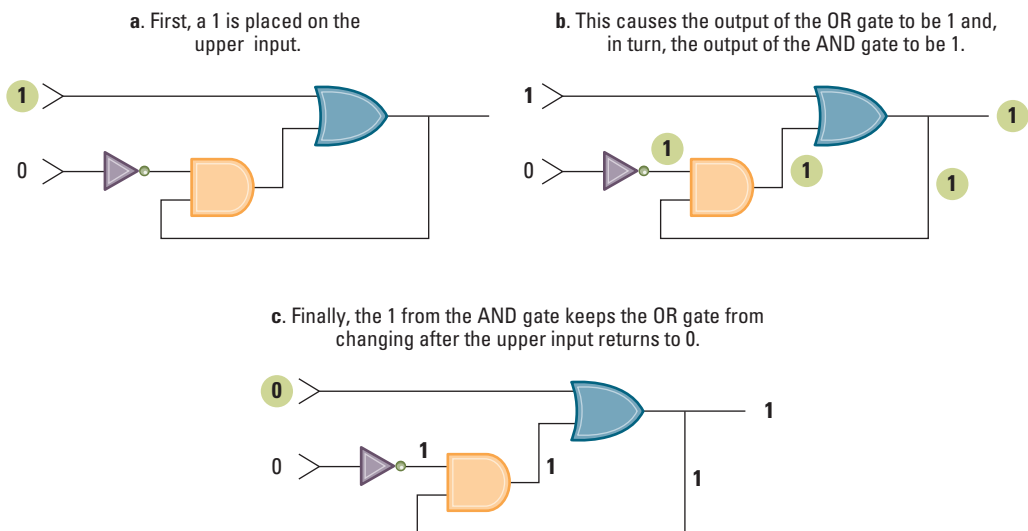 a. First, a 1 is placed on the
upper input.
1
0
b. This causes the output of the OR gate to be 1 and,
in turn, the output of the AND gate to be 1.
1
1
0
1
1
1
c. Finally, the 1 from the AND gate keeps the OR gate from
changing after the upper input returns to 0.
0
1
0
1
1
1